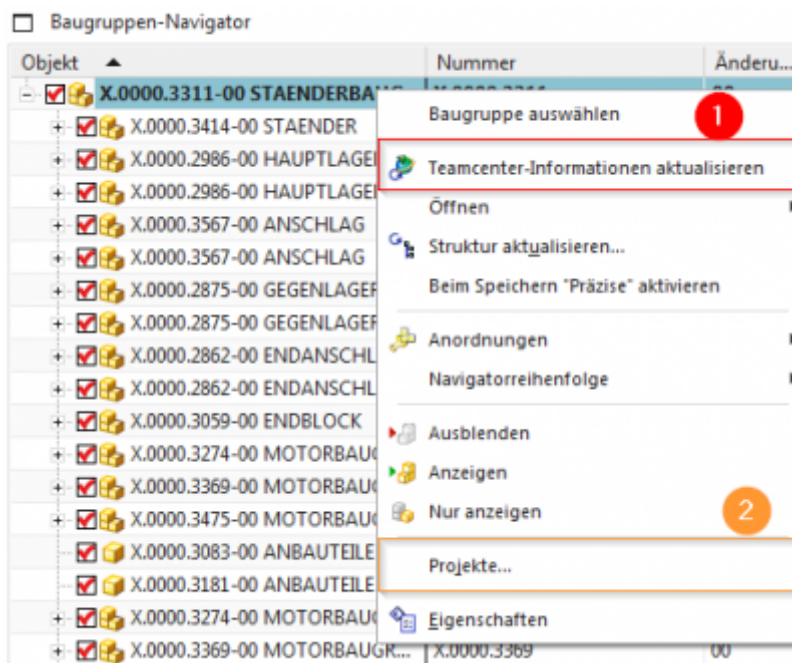 Baugruppen-Navigator
Objekt Nummer Änderu...
X.0000.3311-00 STAENDERBAUG
Baugruppe auswählen 1
X.0000.3414-00 STAENDER
X.0000.2986-00 HAUPTLAGER
Teamcenter-Informationen aktualisieren
X.0000.2986-00 HAUPTLAGER
Öffnen
X.0000.3567-00 ANSCHLAG
Struktur aktualisieren...
X.0000.3567-00 ANSCHLAG
X.0000.2875-00 GEGENLAGER
Beim Speichern "Präzise" aktivieren
X.0000.2875-00 GEGENLAGER
Anordnungen
X.0000.2862-00 ENDANSCHL
Navigatorreihenfolge
X.0000.2862-00 ENDANSCHL
X.0000.3059-00 ENDBLOCK
Ausblenden
X.0000.3274-00 MOTORBAUG
Anzeigen
X.0000.3369-00 MOTORBAUG
Nur anzeigen 2
X.0000.3475-00 MOTORBAUG
X.0000.3083-00 ANBAUTEILE
Projekte...
X.0000.3181-00 ANBAUTEILE
X.0000.3274-00 MOTORBAUG
Eigenschaften
X.0000.3369-00 MOTORBAUGR... X.0000.3369 00